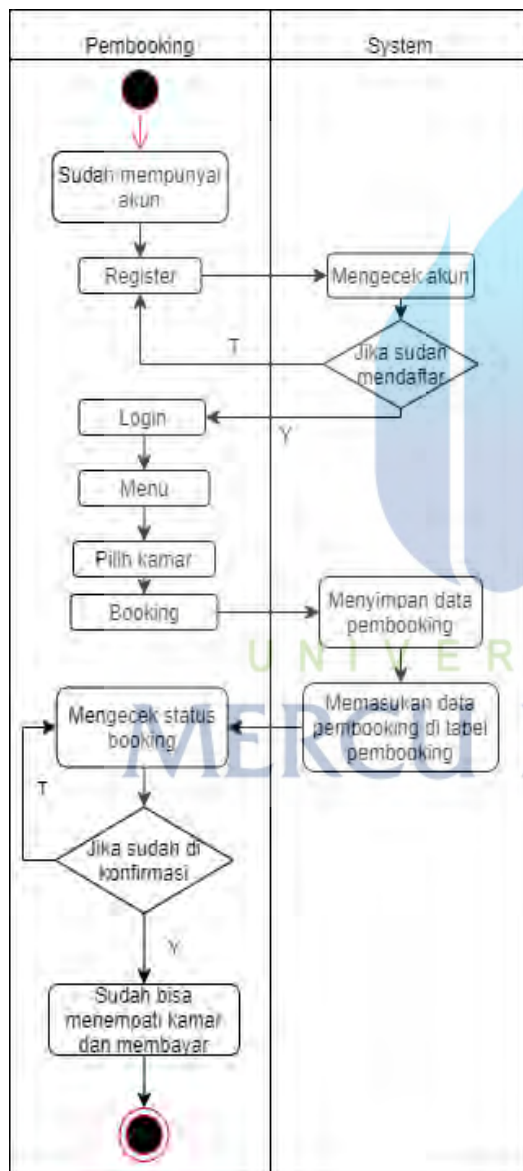 Pembooking
System
Sudah mempunyai
akun
Register
Mengecek akun
Jika sudah
mendaftar
T
Y
Login
Menu
Pilih kamar
Booking
Menyimpan data
pembooking
UNIVER
Memasukan data
pembooking di tabel
pembooking
Mengecek status
booking
MERCU
T
Jika sudah di
konfirmasi
Y
Sudah bisa
menempati kamar
dan membayar